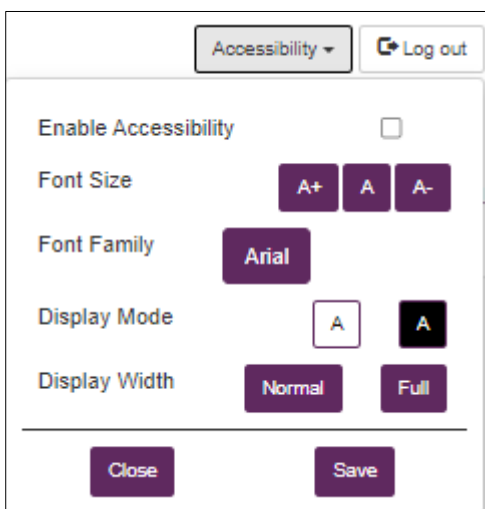 Accessibility Log out
Enable Accessibility
Font Size A+ A A-
Font Family Arial
Display Mode A A
Display Width Normal Full
Close Save